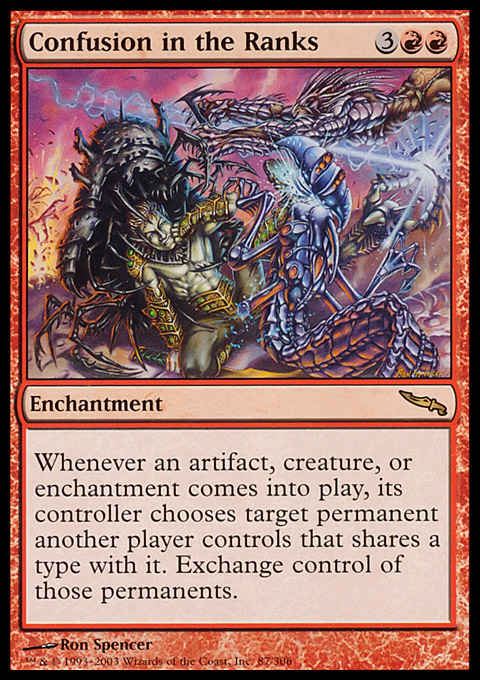 Confusion in the Ranks 3
Enchantment
Whenever an artifact, creature, or
enchantment comes into play, its
controller chooses target permanent
another player controls that shares a
type with it. Exchange control of
those permanents.
Ron Spencer
™ & © 1993-2003 Wizards of the Coast, Inc. 87/306